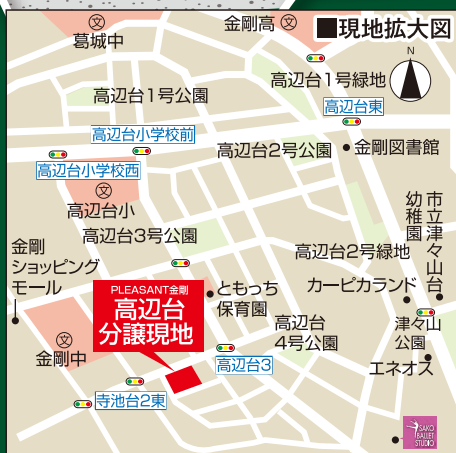 ■現地拡大図
N
文
葛城中
金剛高 文
高辺台1号緑地
高辺台1号公園
高辺台東
高辺台小学校前
高辺台2号公園
金剛図書館
高辺台小学校西
文
高辺台小
市立津々山台
幼稚園
高辺台3号公園
金剛
ショッピング
モール
高辺台2号緑地
カーピカランド
PLEASANT金剛
高辺台
分譲現地
ともっち
保育園
高辺台
4号公園
津々山
公園
文
金剛中
高辺台3
エネオス
寺池台2東
SAKO
BALLET
STUDIO